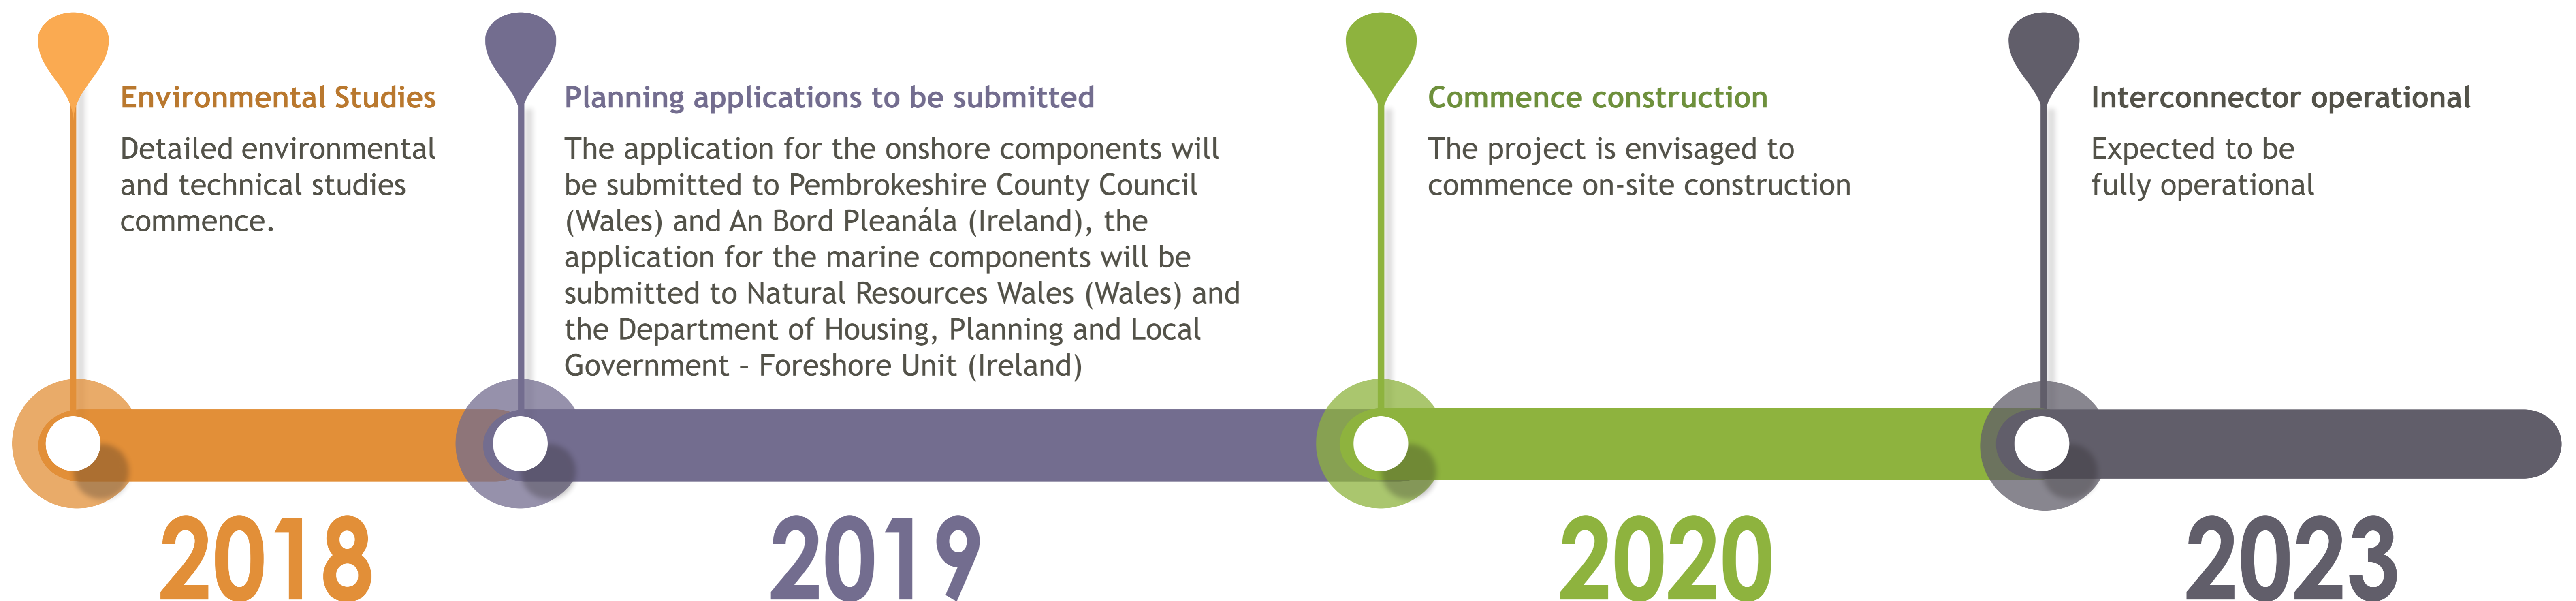 Environmental Studies
Detailed environmental
and technical studies
commence.
2018
Planning applications to be submitted
The application for the onshore components will
be submitted to Pembrokeshire County Council
(Wales) and An Bord Pleanála (Ireland), the
application for the marine components will be
submitted to Natural Resources Wales (Wales) and
the Department of Housing, Planning and Local
Government – Foreshore Unit (Ireland)
2019
Commence construction
The project is envisaged to
commence on-site construction
2020
Interconnector operational
Expected to be
fully operational
2023